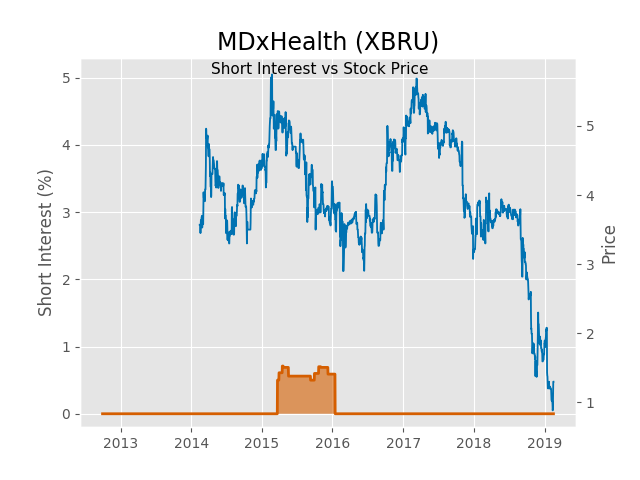 MDxHealth (XBRU)
Short Interest vs Stock Price
Short Interest (%)
5
4
3
2
1
0
Price
5
4
3
2
1
2013 2014 2015 2016 2017 2018 2019